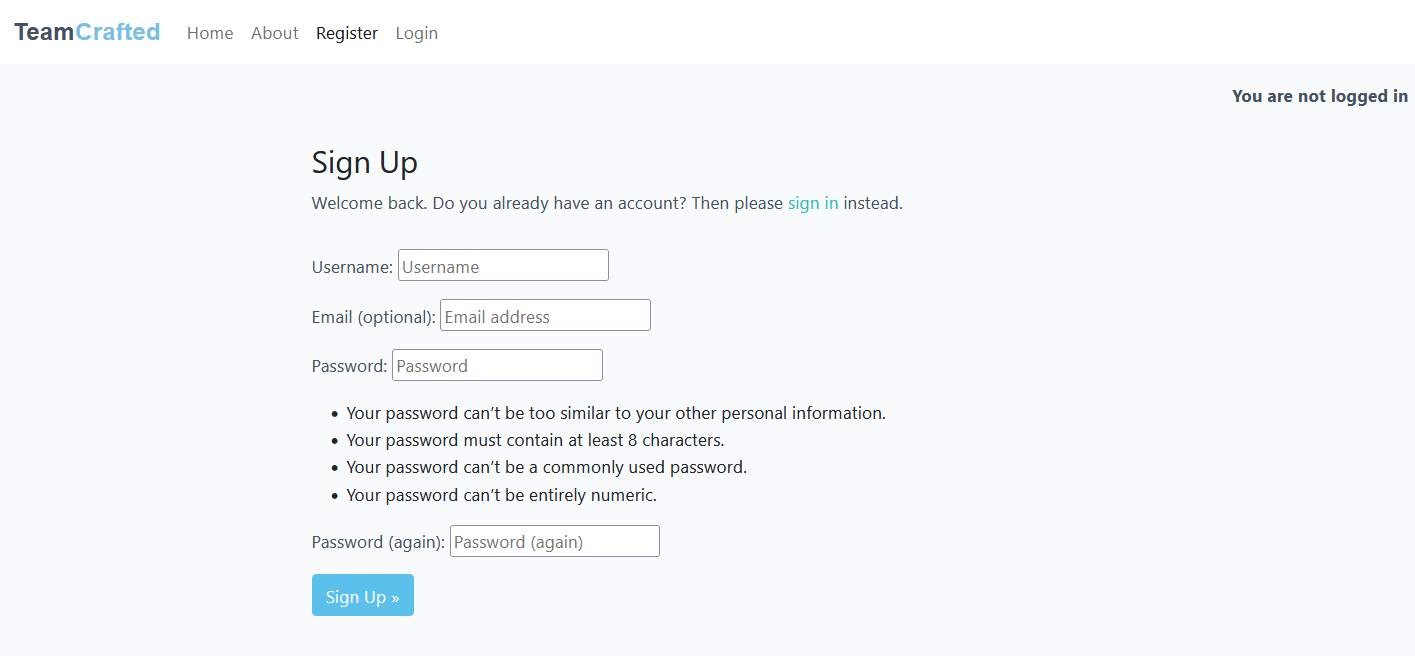 TeamCrafted Home About Register Login
You are not logged in
Sign Up
Welcome back. Do you already have an account? Then please sign in instead.
Username: Username
Email (optional): Email address
Password: Password
• Your password can’t be too similar to your other personal information.
• Your password must contain at least 8 characters.
• Your password can’t be a commonly used password.
• Your password can’t be entirely numeric.
Password (again): Password (again)
Sign Up »